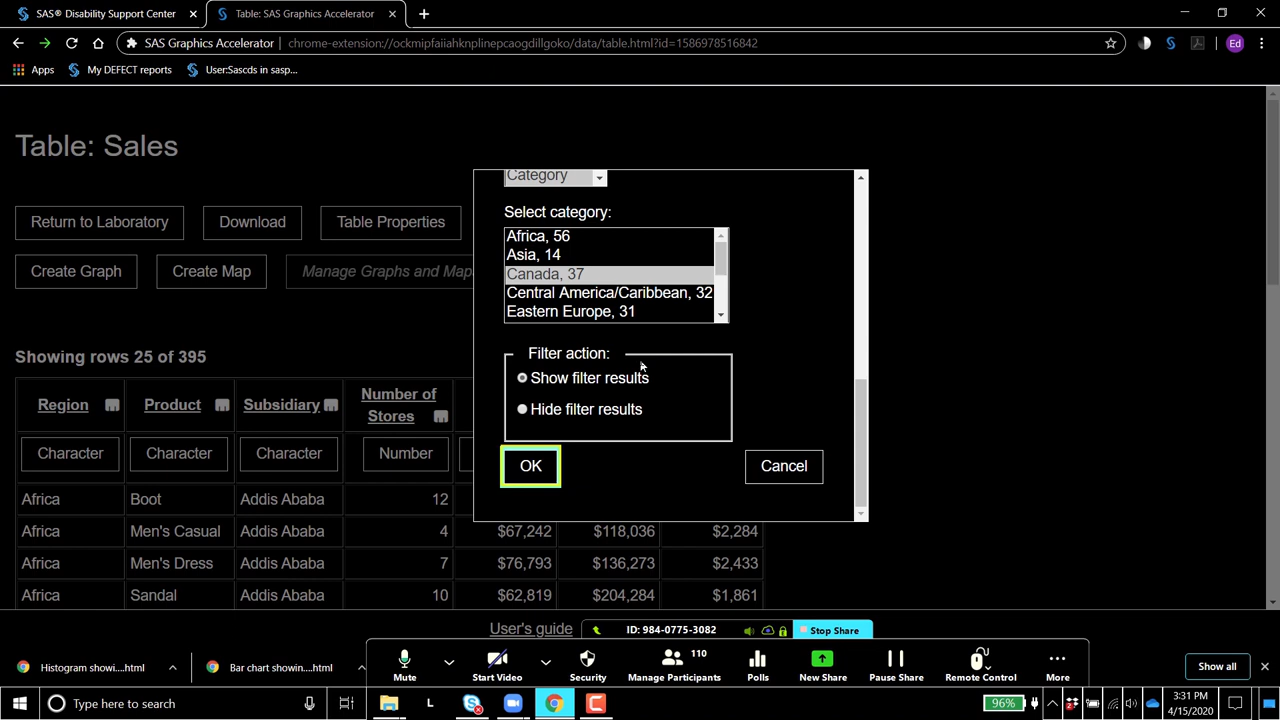 SAS® Disability Support Center
Table: SAS Graphics Accelerator
SAS Graphics Accelerator | chrome-extension://ockmipfaiiahknplinepcaogdillgoko/data/table.html?id=1586978516842
Ed
Apps
My DEFECT reports
User:Sascds in sasp...
Table: Sales
Return to Laboratory
Download
Table Properties
Create Graph
Create Map
Manage Graphs and Map
Category
Select category:
Africa, 56
Asia, 14
Canada, 37
Central America/Caribbean, 32
Eastern Europe, 31
Filter action:
Show filter results
Hide filter results
OK
Cancel
Showing rows 25 of 395
Region
Product
Subsidiary
Number of
Stores
Character
Character
Character
Number
Africa Boot Addis Ababa 12
Africa Men's Casual Addis Ababa 4 $67,242 $118,036 $2,284
Africa Men's Dress Addis Ababa 7 $76,793 $136,273 $2,433
Africa Sandal Addis Ababa 10 $62,819 $204,284 $1,861
User's guide
ID: 984-0775-3082
Stop Share
Histogram showi....html
Bar chart showin....html
Mute
Start Video
Security
110
Manage Participants
Polls
New Share
Pause Share
Remote Control
More
Show all
Type here to search
L
96%
3:31 PM
4/15/2020